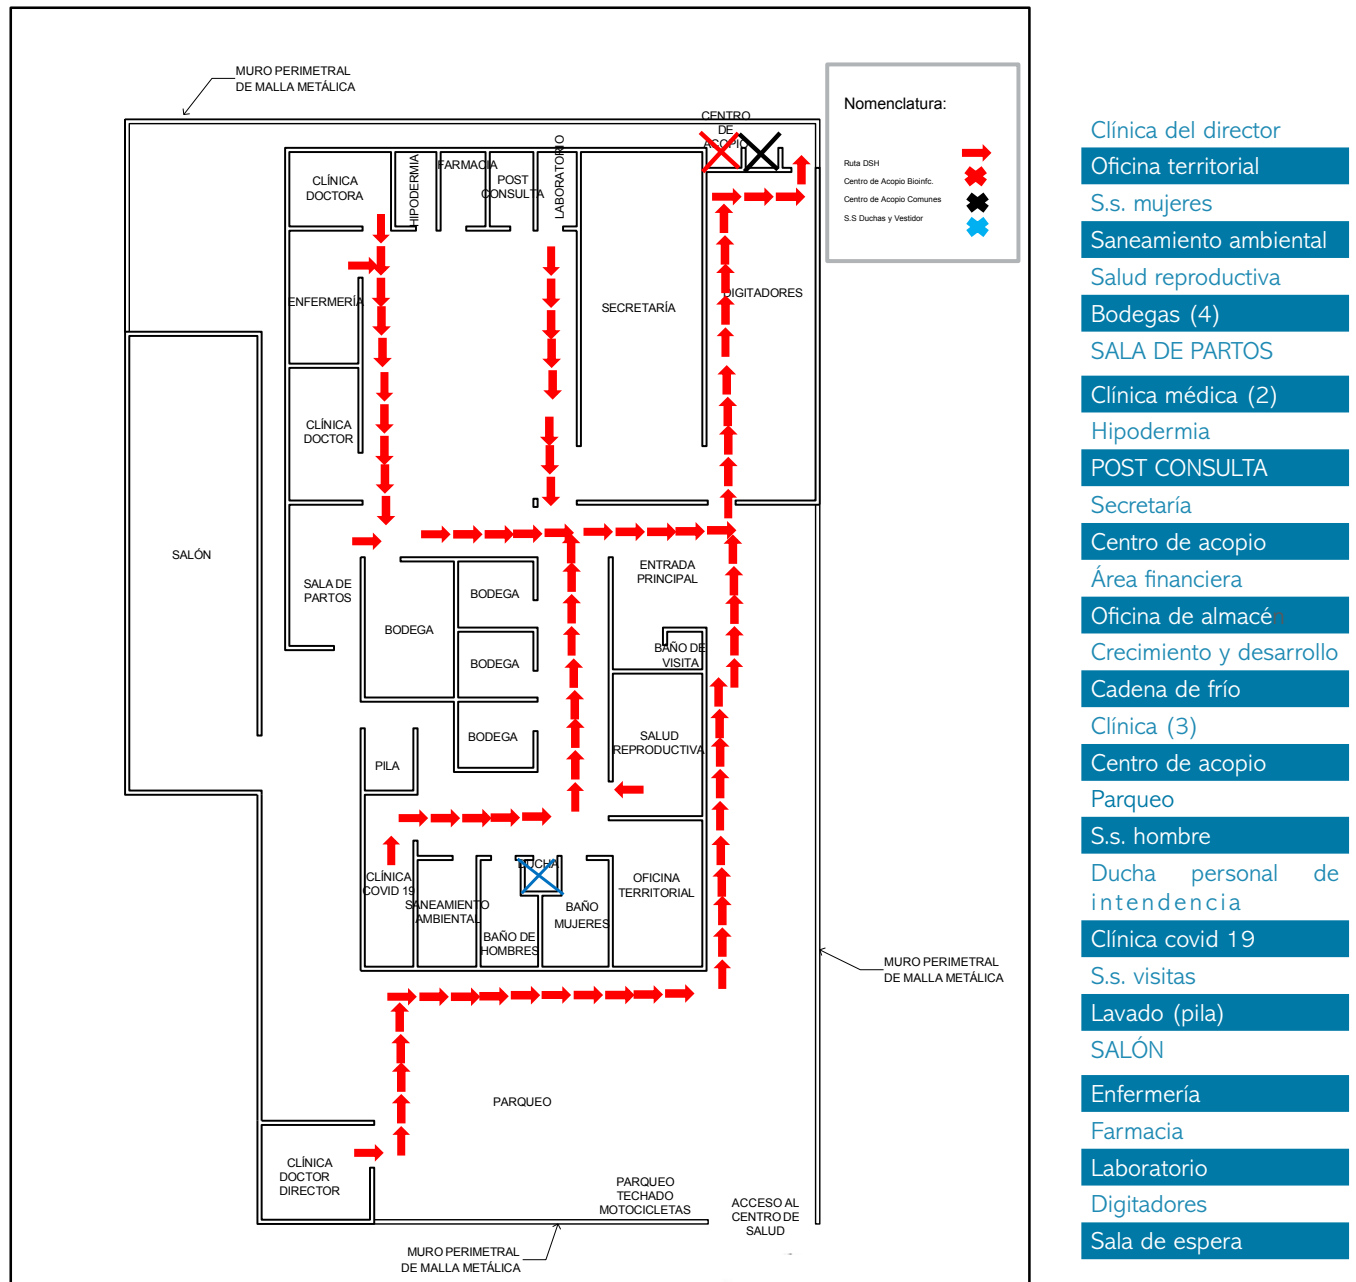 MURO PERIMETRAL
DE MALLA METÁLICA
CENTRO
DE
ACOPIO
Nomenclatura:
Ruta DSH
Centro de Acopio Bioinfc.
Centro de Acopio Comunes
S.S Duchas y Vestidor
CLÍNICA
DOCTORA
HIPODERMIA
FARMACIA
POST
CONSULTA
LABORATORIO
ENFERMERÍA
SECRETARÍA
DIGITADORES
CLÍNICA
DOCTOR
SALÓN
SALA DE
PARTOS
BODEGA
BODEGA
BODEGA
BODEGA
ENTRADA
PRINCIPAL
BAÑO DE
VISITA
SALUD
REPRODUCTIVA
PILA
CLÍNICA
COVID 19
SANEAMIENTO
AMBIENTAL
DUCHA
BAÑO DE
HOMBRES
BAÑO
MUJERES
OFICINA
TERRITORIAL
MURO PERIMETRAL
DE MALLA METÁLICA
PARQUEO
CLÍNICA
DOCTOR
DIRECTOR
PARQUEO
TECHADO
MOTOCICLETAS
ACCESO AL
CENTRO DE
SALUD
MURO PERIMETRAL
DE MALLA METÁLICA
Clínica del director
Oficina territorial
S.s. mujeres
Saneamiento ambiental
Salud reproductiva
Bodegas (4)
SALA DE PARTOS
Clínica médica (2)
Hipodermia
POST CONSULTA
Secretaría
Centro de acopio
Área financiera
Oficina de almacén
Crecimiento y desarrollo
Cadena de frío
Clínica (3)
Centro de acopio
Parqueo
S.s. hombre
Ducha personal de
intendencia
Clínica covid 19
S.s. visitas
Lavado (pila)
SALÓN
Enfermería
Farmacia
Laboratorio
Digitadores
Sala de espera